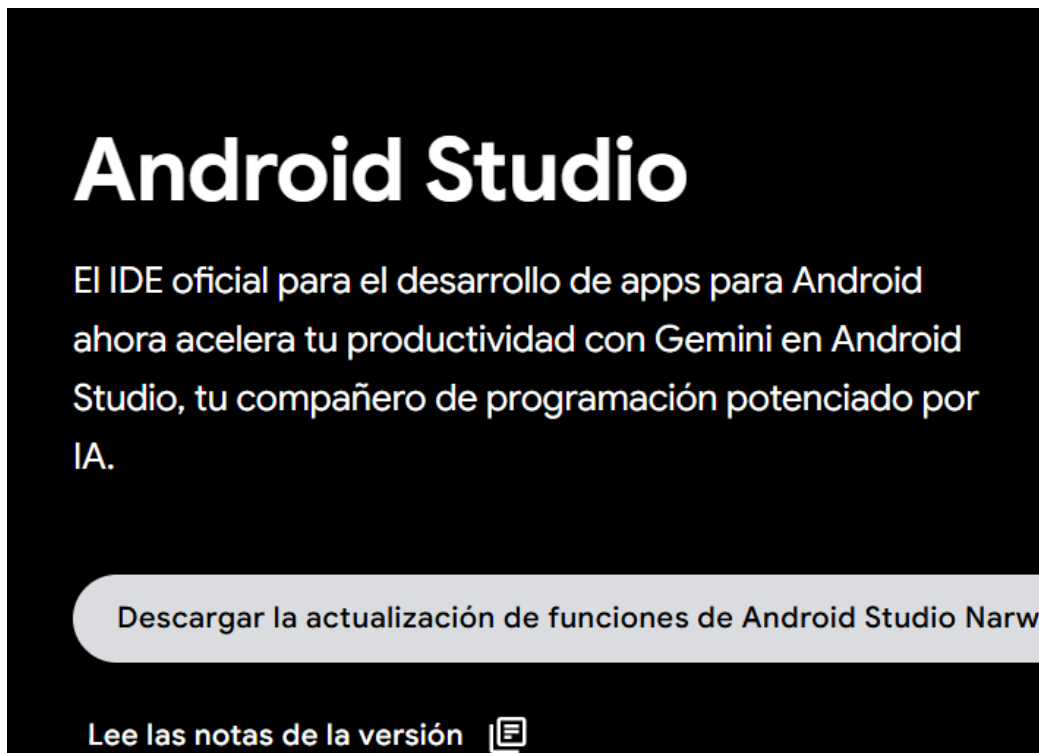 Android Studio
El IDE oficial para el desarrollo de apps para Android
ahora acelera tu productividad con Gemini en Android
Studio, tu compañero de programación potenciado por
IA.
Descargar la actualización de funciones de Android Studio Narw
Lee las notas de la versión